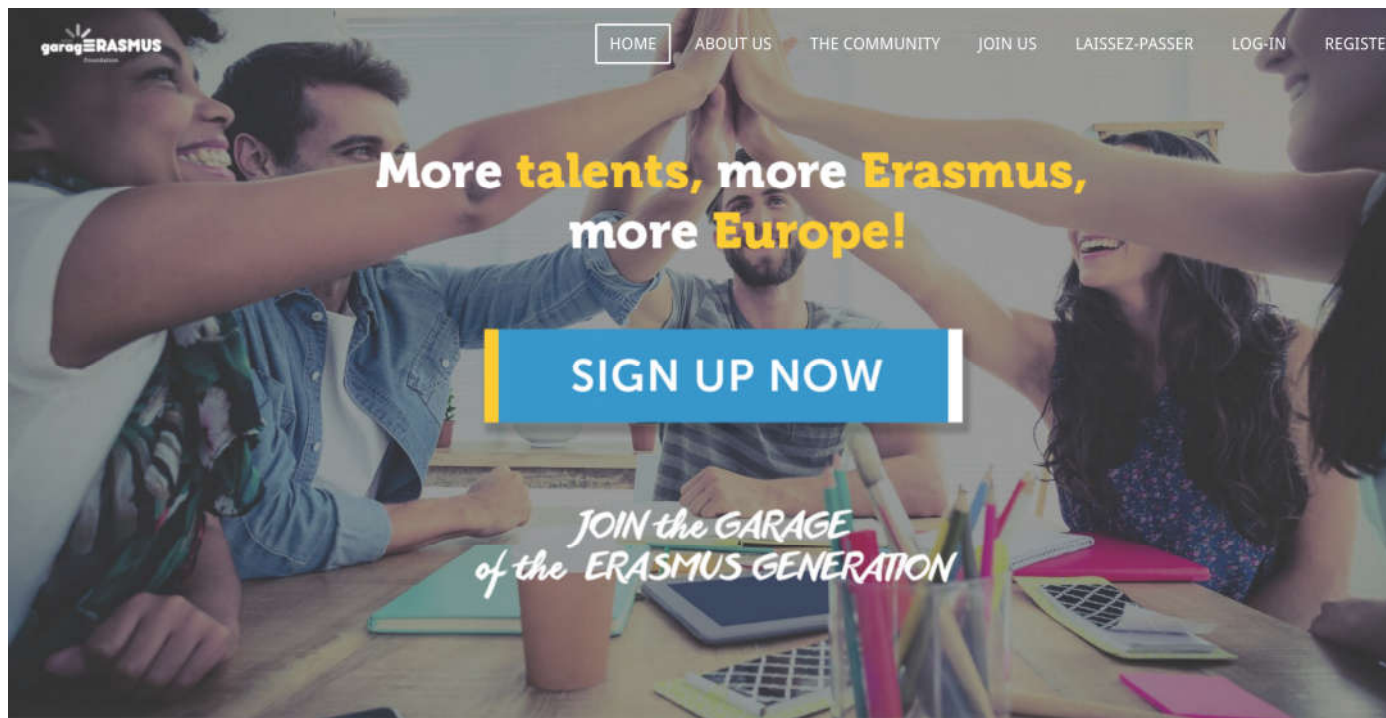 garagERASMUS
foundation
HOME ABOUT US THE COMMUNITY JOIN US LAISSEZ-PASSER LOG-IN REGISTE
More talents, more Erasmus,
more Europe!
SIGN UP NOW
JOIN the GARAGE
of the ERASMUS GENERATION